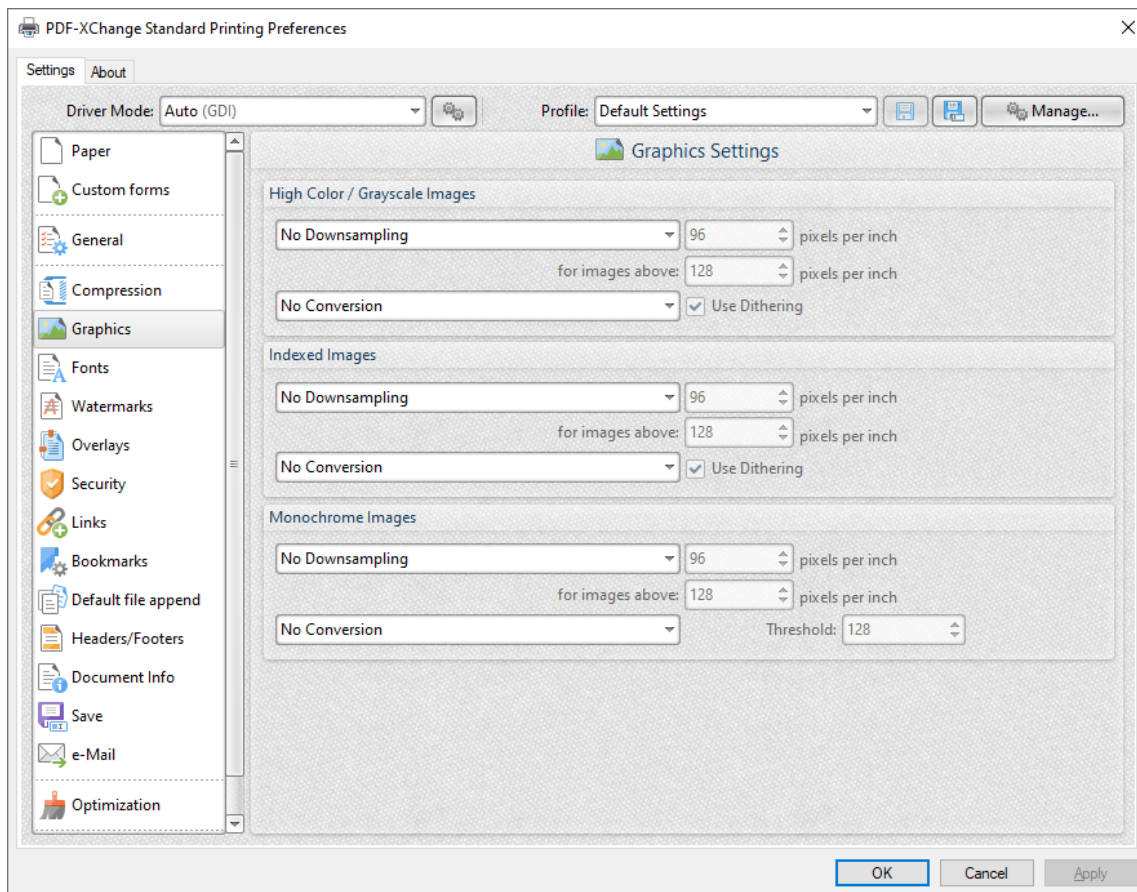 PDF-XChange Standard Printing Preferences
Settings About
Driver Mode: Auto (GDI) Profile: Default Settings Manage...
Paper
Custom forms
General
Compression
Graphics
Fonts
Watermarks
Overlays
Security
Links
Bookmarks
Default file append
Headers/Footers
Document Info
Save
e-Mail
Optimization
Graphics Settings
High Color / Grayscale Images
No Downsampling 96 pixels per inch
for images above: 128 pixels per inch
No Conversion Use Dithering
Indexed Images
No Downsampling 96 pixels per inch
for images above: 128 pixels per inch
No Conversion Use Dithering
Monochrome Images
No Downsampling 96 pixels per inch
for images above: 128 pixels per inch
No Conversion Threshold: 128
OK Cancel Apply